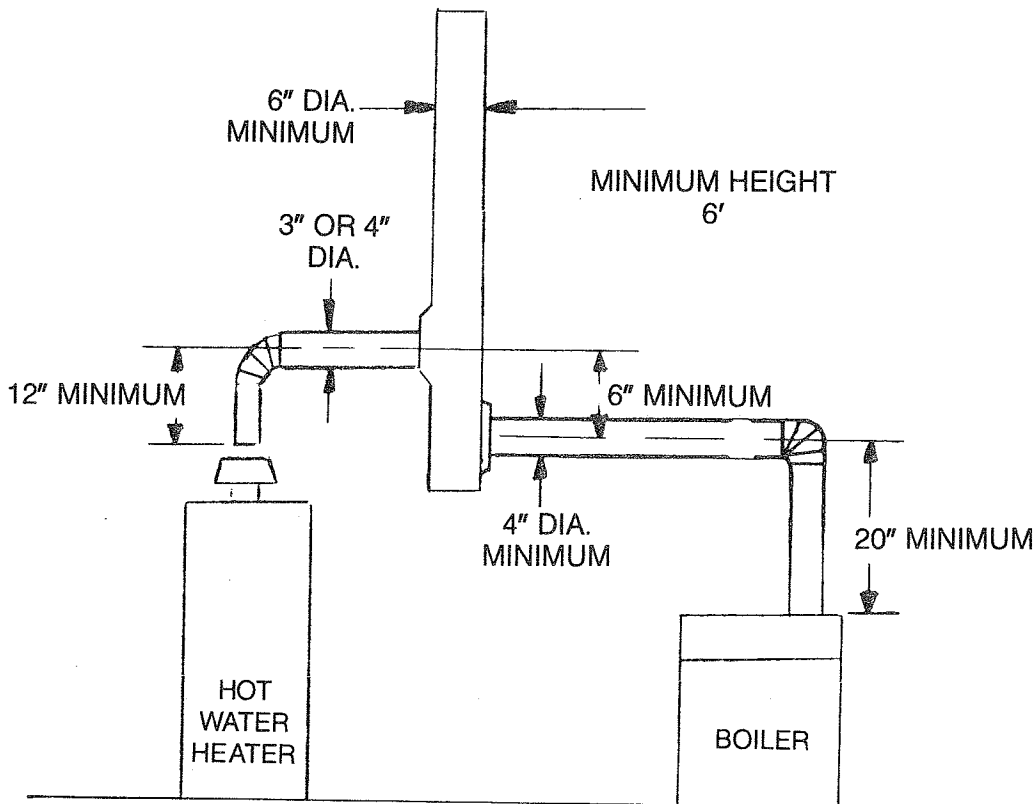 6" DIA.
MINIMUM
MINIMUM HEIGHT
6'
3" OR 4"
DIA.
12" MINIMUM
6" MINIMUM
4" DIA.
MINIMUM
20" MINIMUM
HOT
WATER
HEATER
BOILER